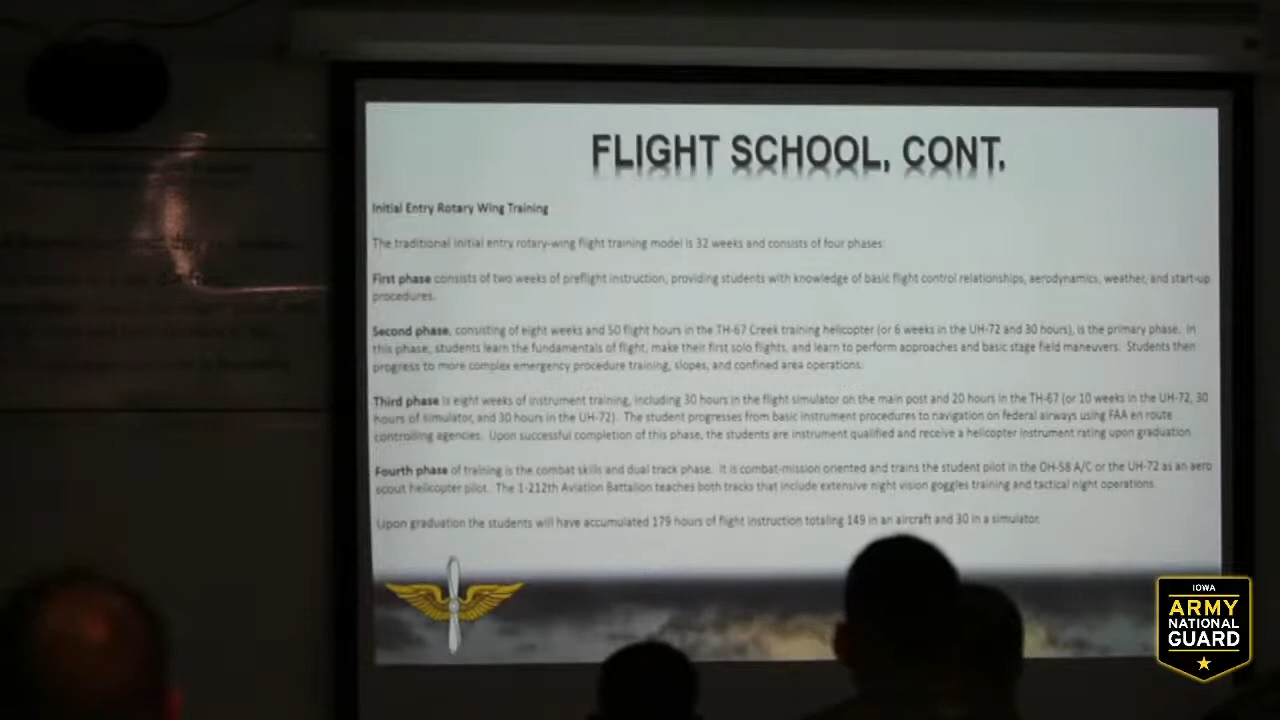 FLIGHT SCHOOL, CONT.
Initial Entry Rotary Wing Training
The traditional initial entry rotary-wing flight training model is 32 weeks and consists of four phases:
First phase consists of two weeks of preflight instruction, providing students with knowledge of basic flight control relationships, aerodynamics, weather, and start-up
procedures.
Second phase, consisting of eight weeks and 50 flight hours in the TH-67 Creek training helicopter (or 6 weeks in the UH-72 and 30 hours), is the primary phase. In
this phase, students learn the fundamentals of flight, make their first solo flights, and learn to perform approaches and basic stage field maneuvers. Students then
progress to more complex emergency procedure training, slopes, and confined area operations.
Third phase is eight weeks of instrument training, including 30 hours in the flight simulator on the main post and 20 hours in the TH-67 (or 10 weeks in the UH-72, 30
hours of simulator, and 30 hours in the UH-72). The student progresses from basic instrument procedures to navigation on federal airways using FAA en route
controlling agencies. Upon successful completion of this phase, the students are instrument qualified and receive a helicopter instrument rating upon graduation.
Fourth phase of training is the combat skills and dual track phase. It is combat-mission oriented and trains the student pilot in the OH-58 A/C or the UH-72 as an aero
scout helicopter pilot. The 1-212th Aviation Battalion teaches both tracks that include extensive night vision goggles training and tactical night operations.
Upon graduation the students will have accumulated 179 hours of flight instruction totaling 149 in an aircraft and 30 in a simulator.
IOWA
ARMY
NATIONAL
GUARD